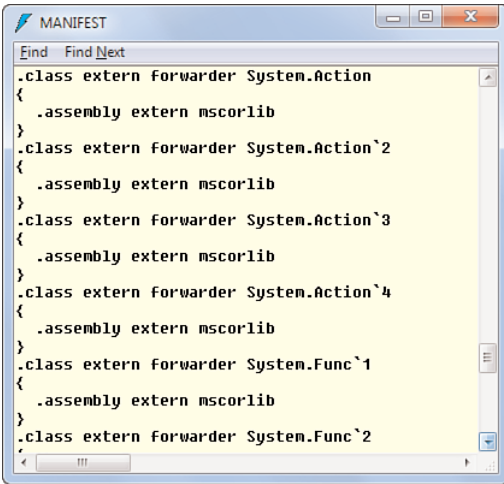 MANIFEST
Find Find Next
.class extern forwarder System.Action
{
  .assembly extern mscorlib
}
.class extern forwarder System.Action`2
{
  .assembly extern mscorlib
}
.class extern forwarder System.Action`3
{
  .assembly extern mscorlib
}
.class extern forwarder System.Action`4
{
  .assembly extern mscorlib
}
.class extern forwarder System.Func`1
{
  .assembly extern mscorlib
}
.class extern forwarder System.Func`2
{